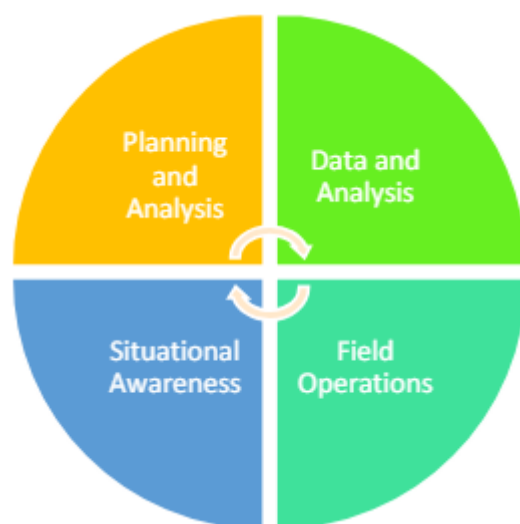 Planning
and
Analysis
Data and
Analysis
Situational
Awareness
Field
Operations